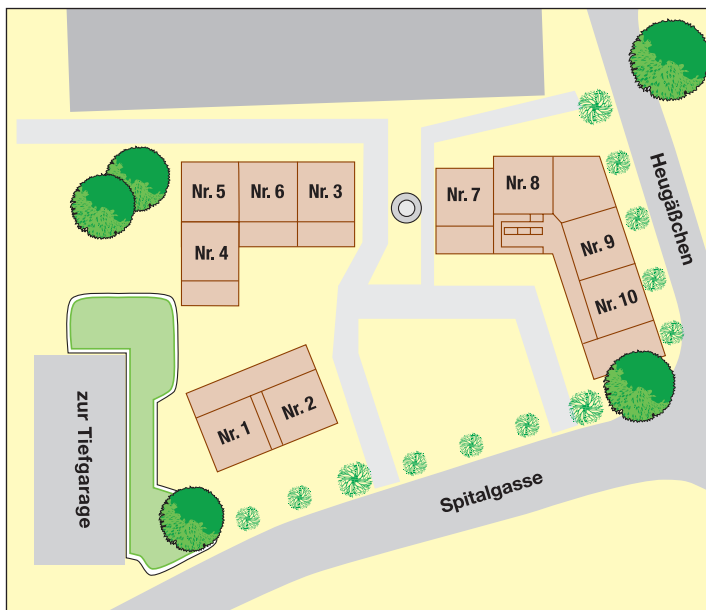 Nr. 5
Nr. 6
Nr. 3
Nr. 4
Nr. 7
Nr. 8
Nr. 9
Nr. 10
Heugäßchen
Nr. 1
Nr. 2
zur Tiefgarage
Spitalgasse